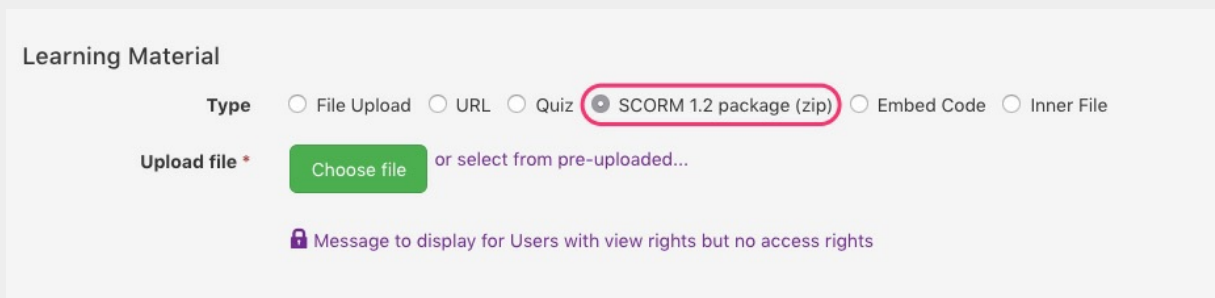 Learning Material
Type File Upload URL Quiz SCORM 1.2 package (zip) Embed Code Inner File
Upload file * Choose file or select from pre-uploaded...
Message to display for Users with view rights but no access rights